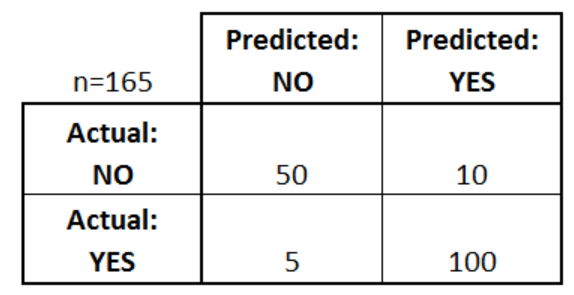 Predicted: Predicted:
n=165 NO YES
Actual:
NO 50 10
Actual:
YES 5 100